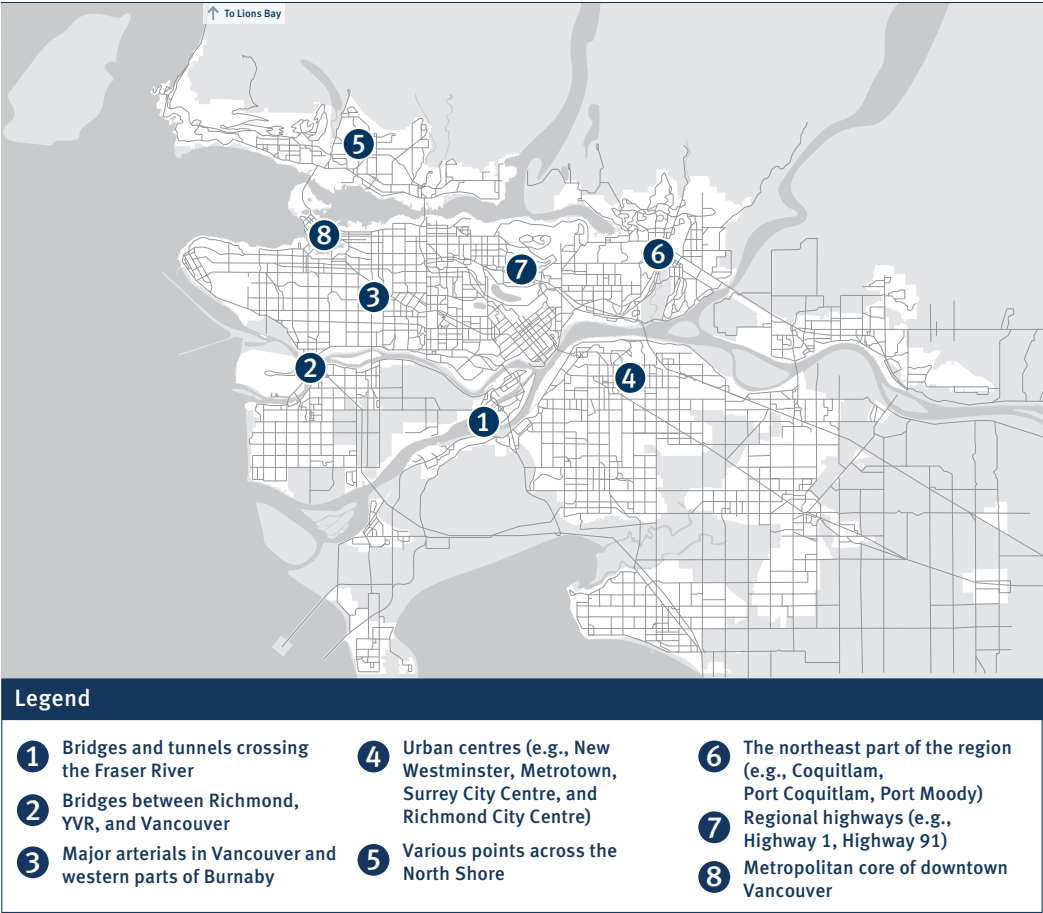 To Lions Bay
5
8
6
7
3
2
4
1
Legend
1 Bridges and tunnels crossing
the Fraser River
2 Bridges between Richmond,
YVR, and Vancouver
3 Major arterials in Vancouver and
western parts of Burnaby
4 Urban centres (e.g., New
Westminster, Metrotown,
Surrey City Centre, and
Richmond City Centre)
5 Various points across the
North Shore
6 The northeast part of the region
(e.g., Coquitlam,
Port Coquitlam, Port Moody)
7 Regional highways (e.g.,
Highway 1, Highway 91)
8 Metropolitan core of downtown
Vancouver